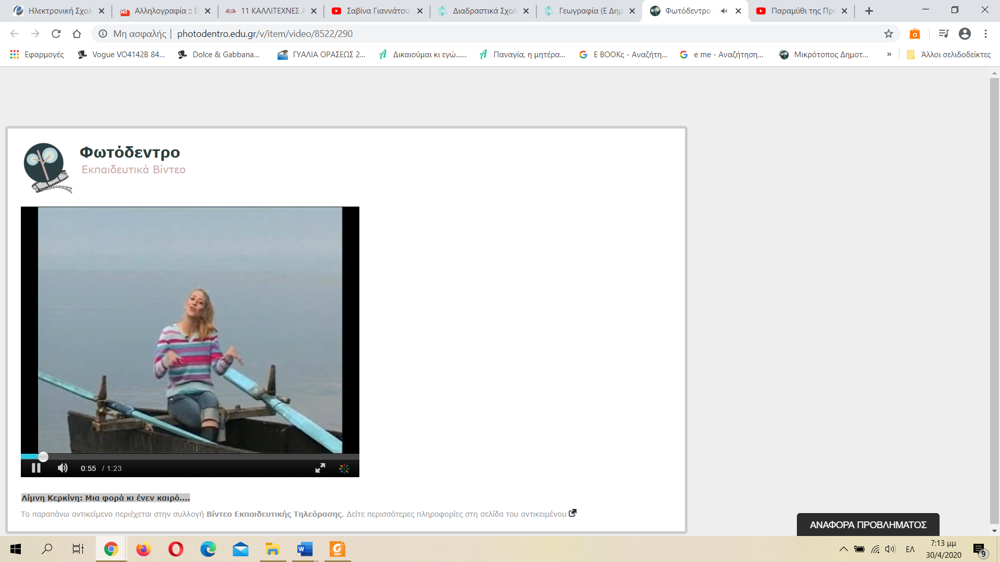 Ηλεκτρονική Σχολ
Αλληλογραφία :: Ει
11 ΚΑΛΛΙΤΕΧΝΕΣ Α
Σαβίνα Γιαννάτου
Διαδραστικά Σχολ
Γεωγραφία (Ε Δημ
Φωτόδεντρο
Παραμύθι της Πρι
Μη ασφαλής
photodentro.edu.gr/v/item/video/8522/290
Εφαρμογές
Vogue VO4142B 84...
Dolce & Gabbana...
ΓΥΑΛΙΑ ΟΡΑΣΕΩΣ 2...
Δικαιούμαι κι εγώ......
Παναγία, η μητέρα...
E BOOKς - Αναζήτη...
e me - Αναζήτηση...
Μικρότοπος Δημοτ...
»
Άλλοι σελιδοδείκτες
Φωτόδεντρο
Εκπαιδευτικά Βίντεο
0:55 / 1:23
Λίμνη Κερκίνη: Μια φορά κι ένεν καιρό....
Το παραπάνω αντικείμενο περιέχεται στην συλλογή Βίντεο Εκπαιδευτικής Τηλεόρασης. Δείτε περισσότερες πληροφορίες στη σελίδα του αντικειμένου
ΑΝΑΦΟΡΑ ΠΡΟΒΛΗΜΑΤΟΣ
ΕΛ
7:13 μμ
30/4/2020
9